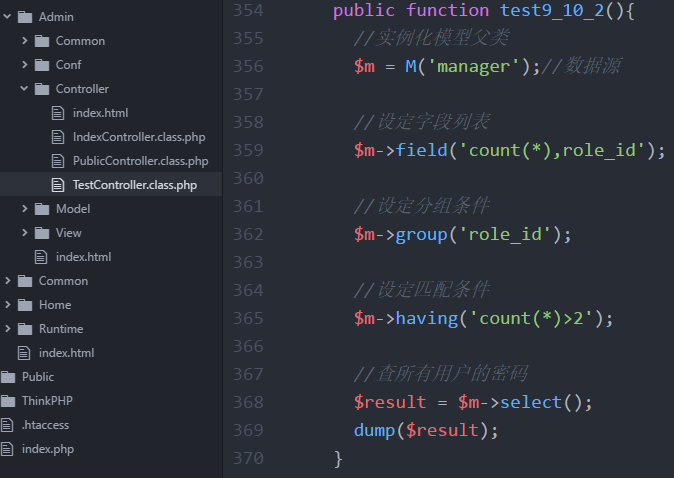 Admin
Common
Conf
Controller
index.html
IndexController.class.php
PublicController.class.php
TestController.class.php
Model
View
index.html
Common
Home
Runtime
index.html
Public
ThinkPHP
.htaccess
index.php
354 public function test9_10_2(){
355 //实例化模型父类
356 $m = M('manager');//数据源
357
358 //设定字段列表
359 $m->field('count(*),role_id');
360
361 //设定分组条件
362 $m->group('role_id');
363
364 //设定匹配条件
365 $m->having('count(*)>2');
366
367 //查所有用户的密码
368 $result = $m->select();
369 dump($result);
370 }